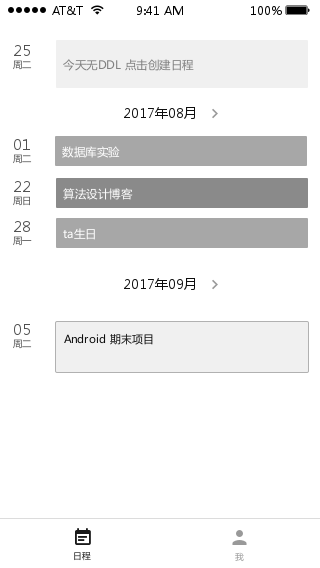 AT&T 9:41 AM 100%
25
周二
今天无DDL 点击创建日程
2017年08月
01
周二
数据库实验
22
周日
算法设计博客
28
周一
ta生日
2017年09月
05
周二
Android 期末项目
日程
我